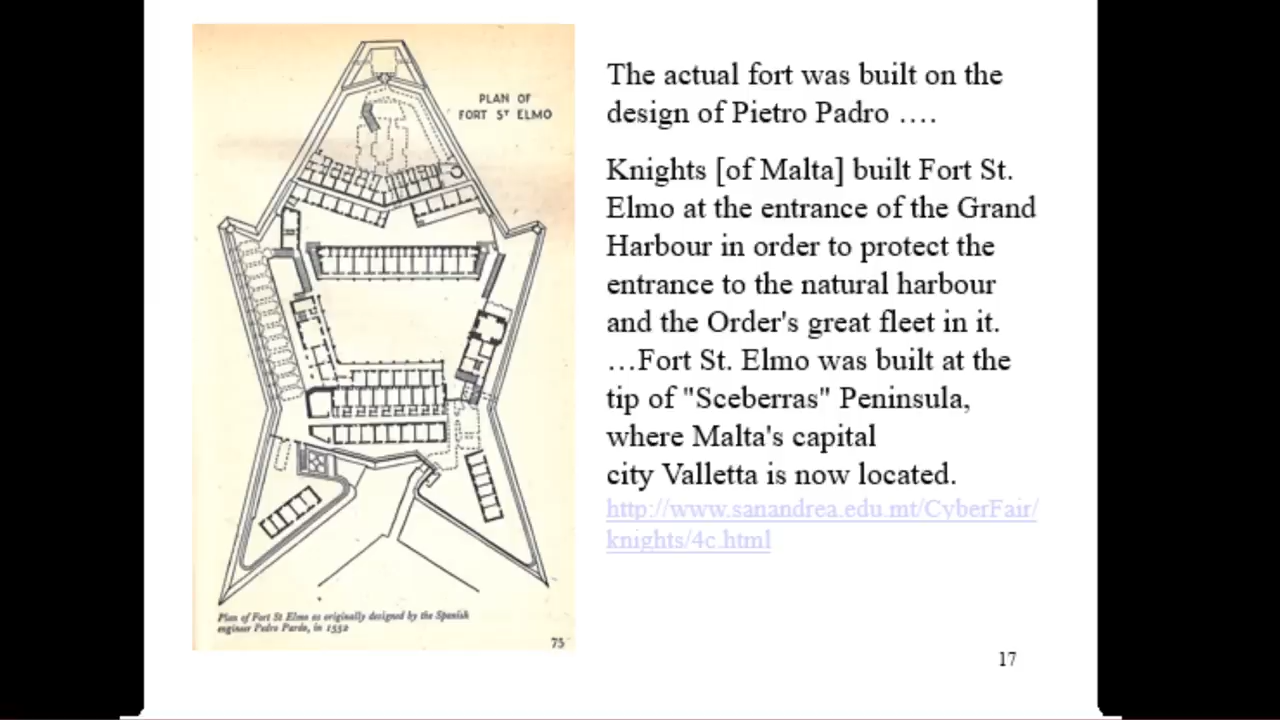 PLAN OF
FORT ST ELMO
Plan of Fort St Elmo as originally designed by the Spanish
engineer Pedro Pardo, in 1552
75
The actual fort was built on the
design of Pietro Padro ….
Knights [of Malta] built Fort St.
Elmo at the entrance of the Grand
Harbour in order to protect the
entrance to the natural harbour
and the Order's great fleet in it.
…Fort St. Elmo was built at the
tip of "Sceberras" Peninsula,
where Malta's capital
city Valletta is now located.
http://www.sanandrea.edu.mt/CyberFair/
knights/4c.html
17